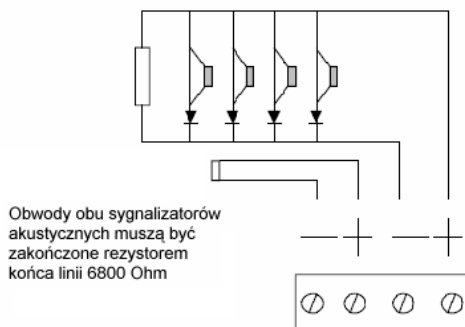 Obwody obu sygnalizatorów
akustycznych muszą być
zakończone rezystorem
końca linii 6800 Ohm